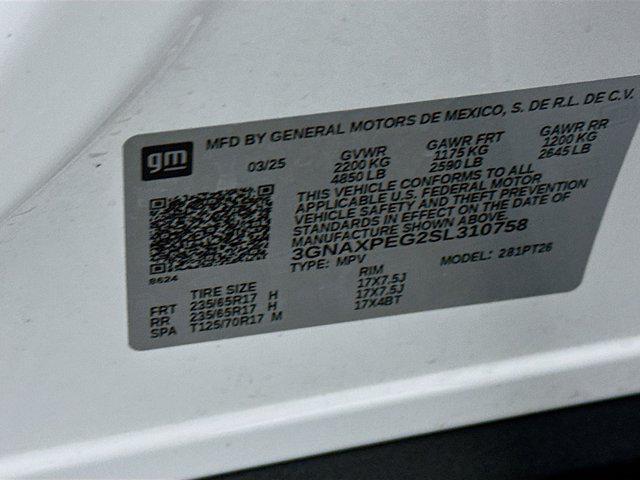 gm
MFD BY GENERAL MOTORS DE MEXICO, S. DE R.L. DE C.V.
03/25 GVWR GAWR FRT GAWR RR
2200 KG 1175 KG 1200 KG
4850 LB 2590 LB 2645 LB
THIS VEHICLE CONFORMS TO ALL
APPLICABLE U.S. FEDERAL MOTOR
VEHICLE SAFETY AND THEFT PREVENTION
STANDARDS IN EFFECT ON THE DATE OF
MANUFACTURE SHOWN ABOVE.
3GNAXPEG2SL310758
TYPE: MPV MODEL: 281PT26
8624
TIRE SIZE RIM
FRT 235/65R17 H 17X7.5J
RR 235/65R17 H 17X7.5J
SPA T125/70R17 M 17X4BT